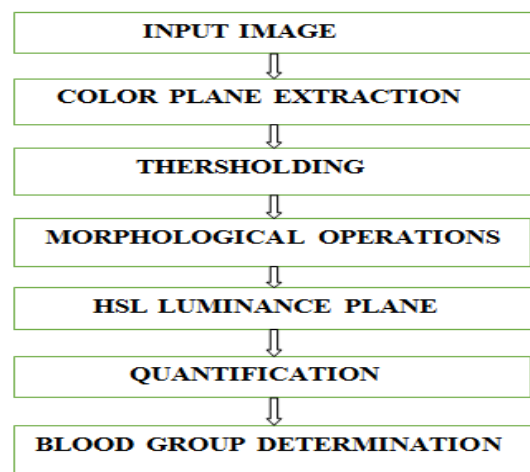 INPUT IMAGE
COLOR PLANE EXTRACTION
THERSHOLDING
MORPHOLOGICAL OPERATIONS
HSL LUMINANCE PLANE
QUANTIFICATION
BLOOD GROUP DETERMINATION